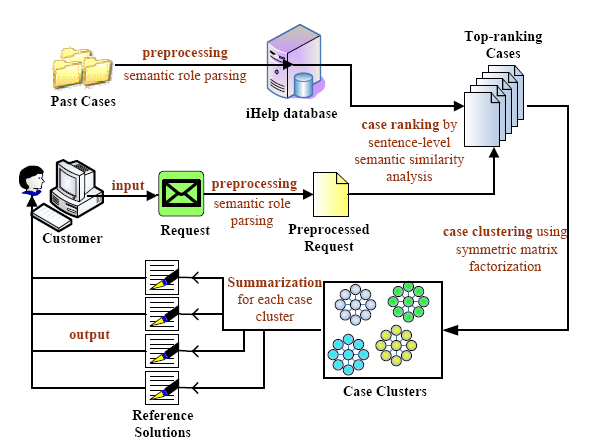 Top-ranking
Cases
preprocessing
semantic role parsing
Past Cases
iHelp database
case ranking by
sentence-level
semantic similarity
analysis
input
preprocessing
semantic role
parsing
Customer
Request
Preprocessed
Request
case clustering using
symmetric matrix
factorization
Summarization
for each case
cluster
output
Case Clusters
Reference
Solutions